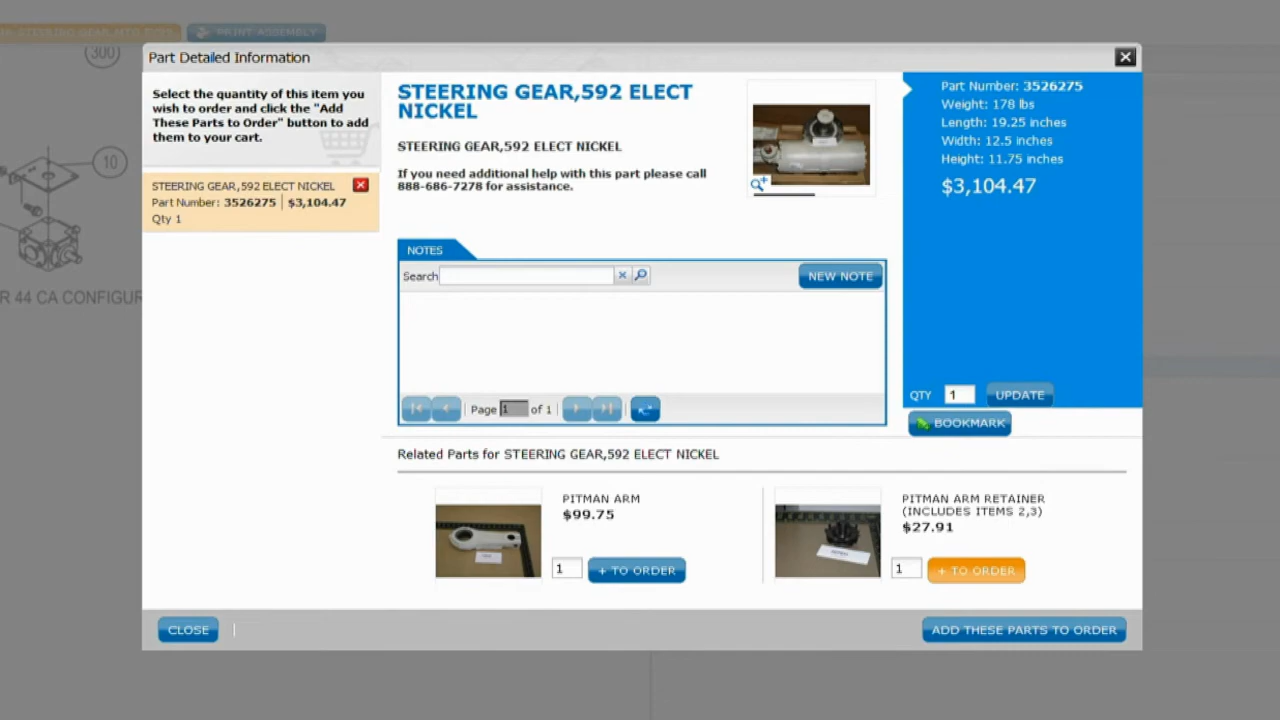 PRINT ASSEMBLY
300
Part Detailed Information
Select the quantity of this item you
wish to order and click the "Add
These Parts to Order" button to add
them to your cart.
10
STEERING GEAR,592 ELECT NICKEL
Part Number: 3526275 | $3,104.47
Qty 1
R 44 CA CONFIGUR
STEERING GEAR,592 ELECT
NICKEL
STEERING GEAR,592 ELECT NICKEL
If you need additional help with this part please call
888-686-7278 for assistance.
Part Number: 3526275
Weight: 178 lbs
Length: 19.25 inches
Width: 12.5 inches
Height: 11.75 inches
$3,104.47
NOTES
Search
NEW NOTE
Page 1 of 1
QTY 1 UPDATE
BOOKMARK
Related Parts for STEERING GEAR,592 ELECT NICKEL
PITMAN ARM
$99.75
1 + TO ORDER
PITMAN ARM RETAINER
(INCLUDES ITEMS 2,3)
$27.91
1 + TO ORDER
CLOSE
ADD THESE PARTS TO ORDER